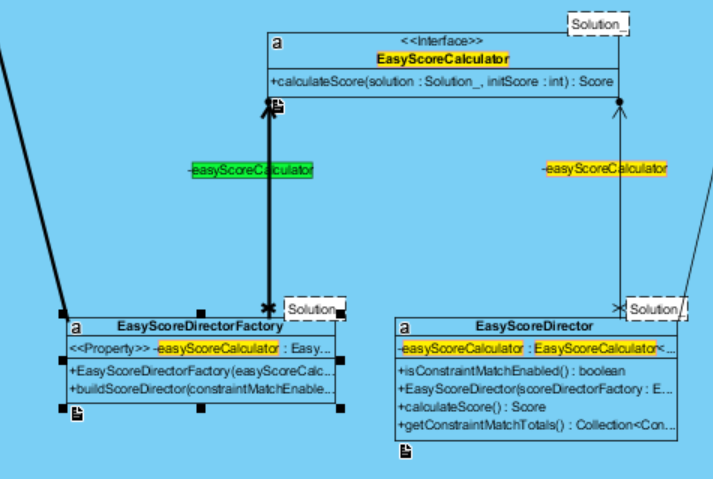 Solution_
a
<<Interface>>
EasyScoreCalculator
+calculateScore(solution : Solution_, initScore : int) : Score
-easyScoreCalculator
-easyScoreCalculator
Solution_
a
EasyScoreDirectorFactory
<<Property>> -easyScoreCalculator : Easy...
+EasyScoreDirectorFactory(easyScoreCalc...
+buildScoreDirector(constraintMatchEnable...
Solution_
a
EasyScoreDirector
-easyScoreCalculator : EasyScoreCalculator<...
+isConstraintMatchEnabled() : boolean
+EasyScoreDirector(scoreDirectorFactory : E...
+calculateScore() : Score
+getConstraintMatchTotals() : Collection<Con...